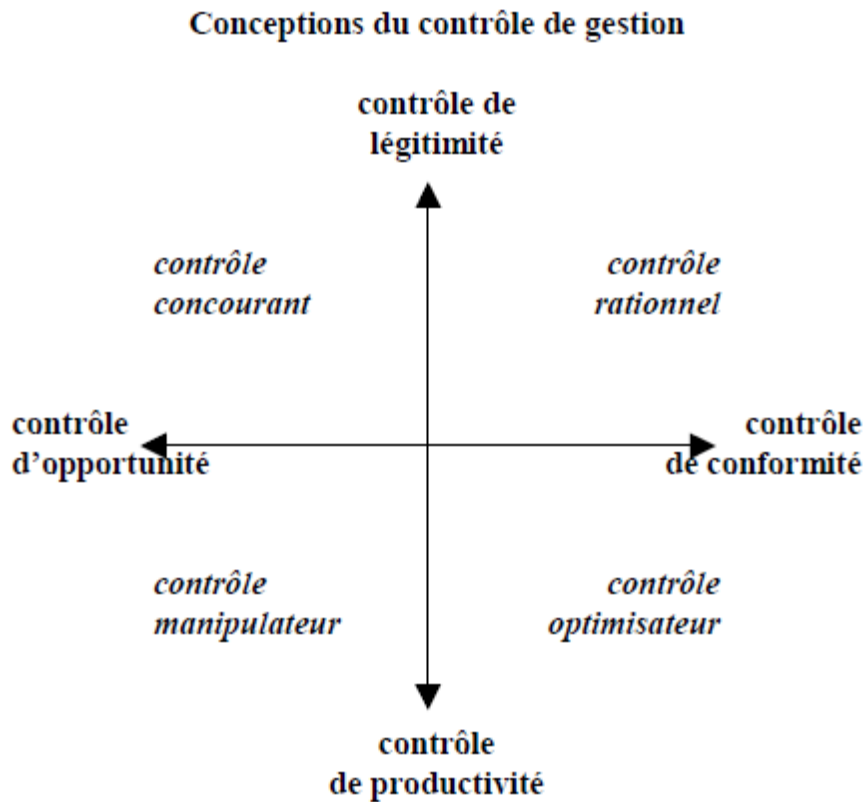 Conceptions du contrôle de gestion
contrôle de
légitimité
contrôle
concourant
contrôle
rationnel
contrôle
d’opportunité
contrôle
de conformité
contrôle
manipulateur
contrôle
optimisateur
contrôle
de productivité